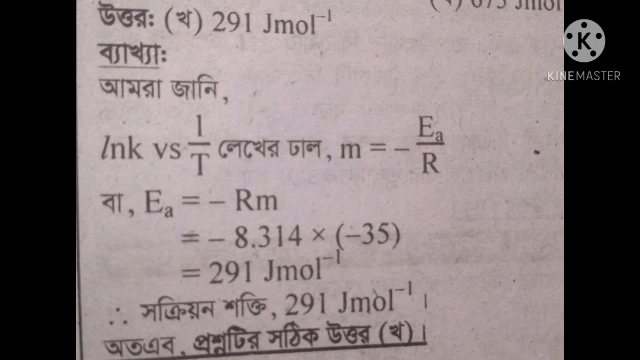 উত্তর: (খ) 291 Jmol⁻¹
ব্যাখ্যা:
আমরা জানি,
lnk vs 1/T লেখের ঢাল, m = − Eₐ/R
বা, Eₐ = − Rm
= − 8.314 × (−35)
= 291 Jmol⁻¹
∴ সক্রিয়ন শক্তি, 291 Jmol⁻¹ ।
অতএব, প্রশ্নটির সঠিক উত্তর (খ)।
K
KINEMASTER